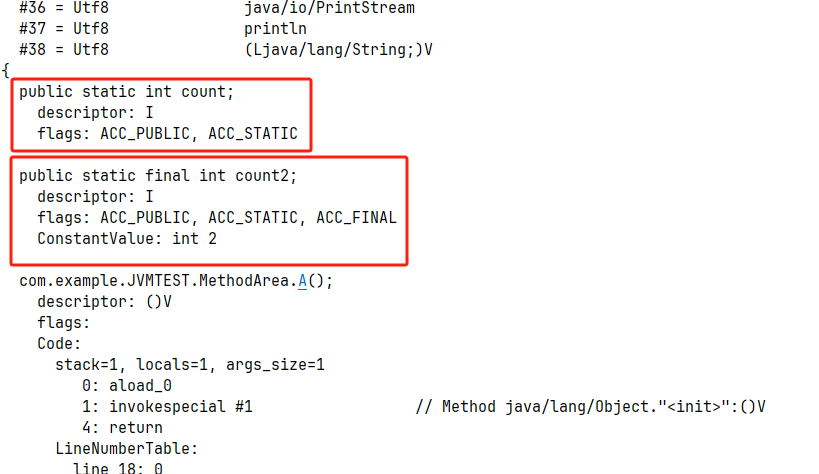 #36 = Utf8               java/io/PrintStream
#37 = Utf8               println
#38 = Utf8               (Ljava/lang/String;)V
{
public static int count;
descriptor: I
flags: ACC_PUBLIC, ACC_STATIC
public static final int count2;
descriptor: I
flags: ACC_PUBLIC, ACC_STATIC, ACC_FINAL
ConstantValue: int 2
com.example.JVMTEST.MethodArea.A();
descriptor: ()V
flags:
Code:
stack=1, locals=1, args_size=1
0: aload_0
1: invokespecial #1                  // Method java/lang/Object."<init>":()V
4: return
LineNumberTable:
line 18: 0